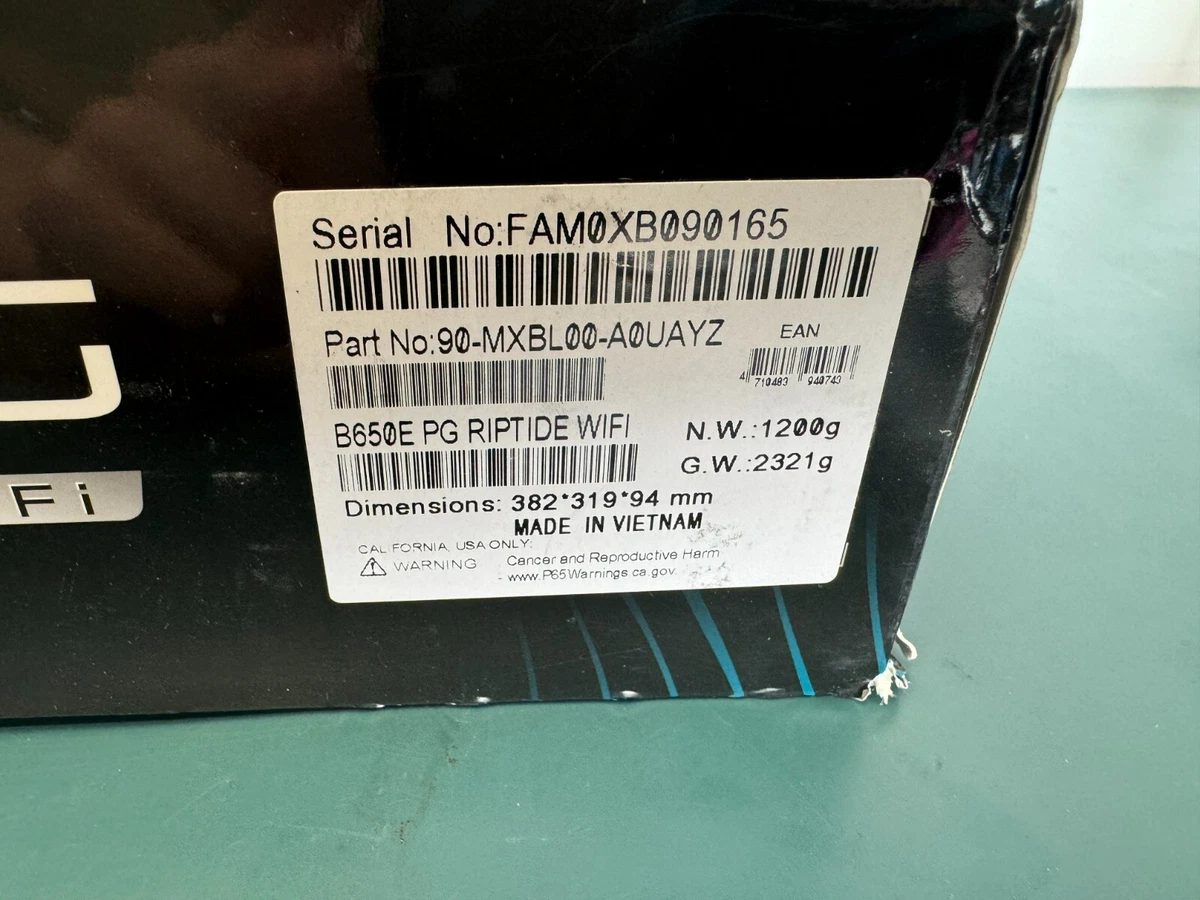 Serial No:FAM0XB090165
Part No:90-MXBL00-A0UAYZ
EAN
4 710483 940743
B650E PG RIPTIDE WIFI
N.W.:1200g
G.W.:2321g
Dimensions: 382*319*94 mm
MADE IN VIETNAM
CALIFORNIA, USA ONLY:
WARNING Cancer and Reproductive Harm
www.P65Warnings.ca.gov
Fi